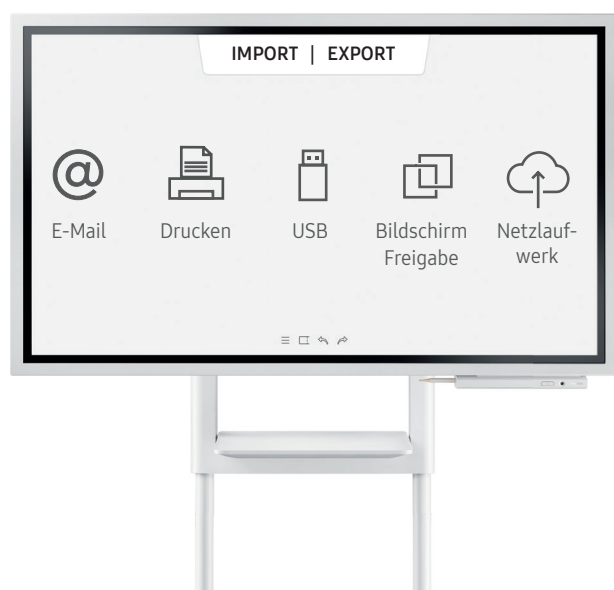 IMPORT | EXPORT
@
E-Mail
Drucken
USB
Bildschirm
Freigabe
Netzlauf-
werk